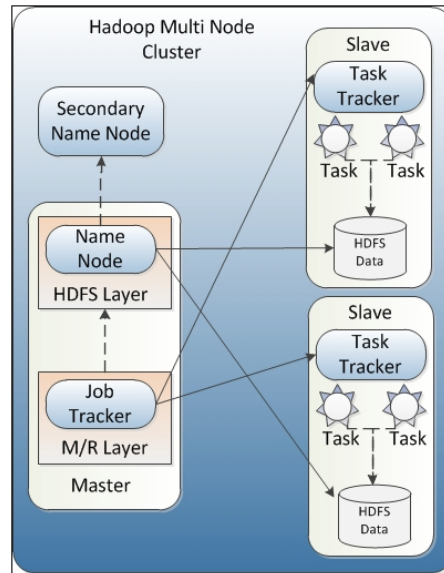 Hadoop Multi Node
Cluster
Secondary
Name Node
Name
Node
HDFS Layer
Job
Tracker
M/R Layer
Master
Slave
Task
Tracker
Task
Task
HDFS
Data
Slave
Task
Tracker
Task
Task
HDFS
Data